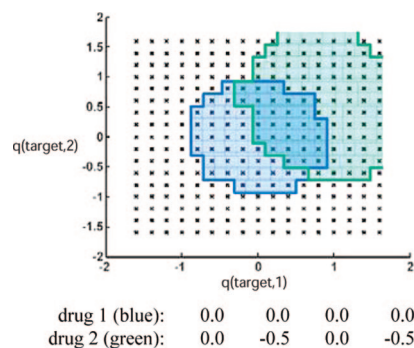 2
1.5
1
0.5
q(target,2)
0
-0.5
-1
-1.5
-2
-2 -1 0 1 2
q(target,1)
drug 1 (blue): 0.0 0.0 0.0 0.0
drug 2 (green): 0.0 -0.5 0.0 -0.5